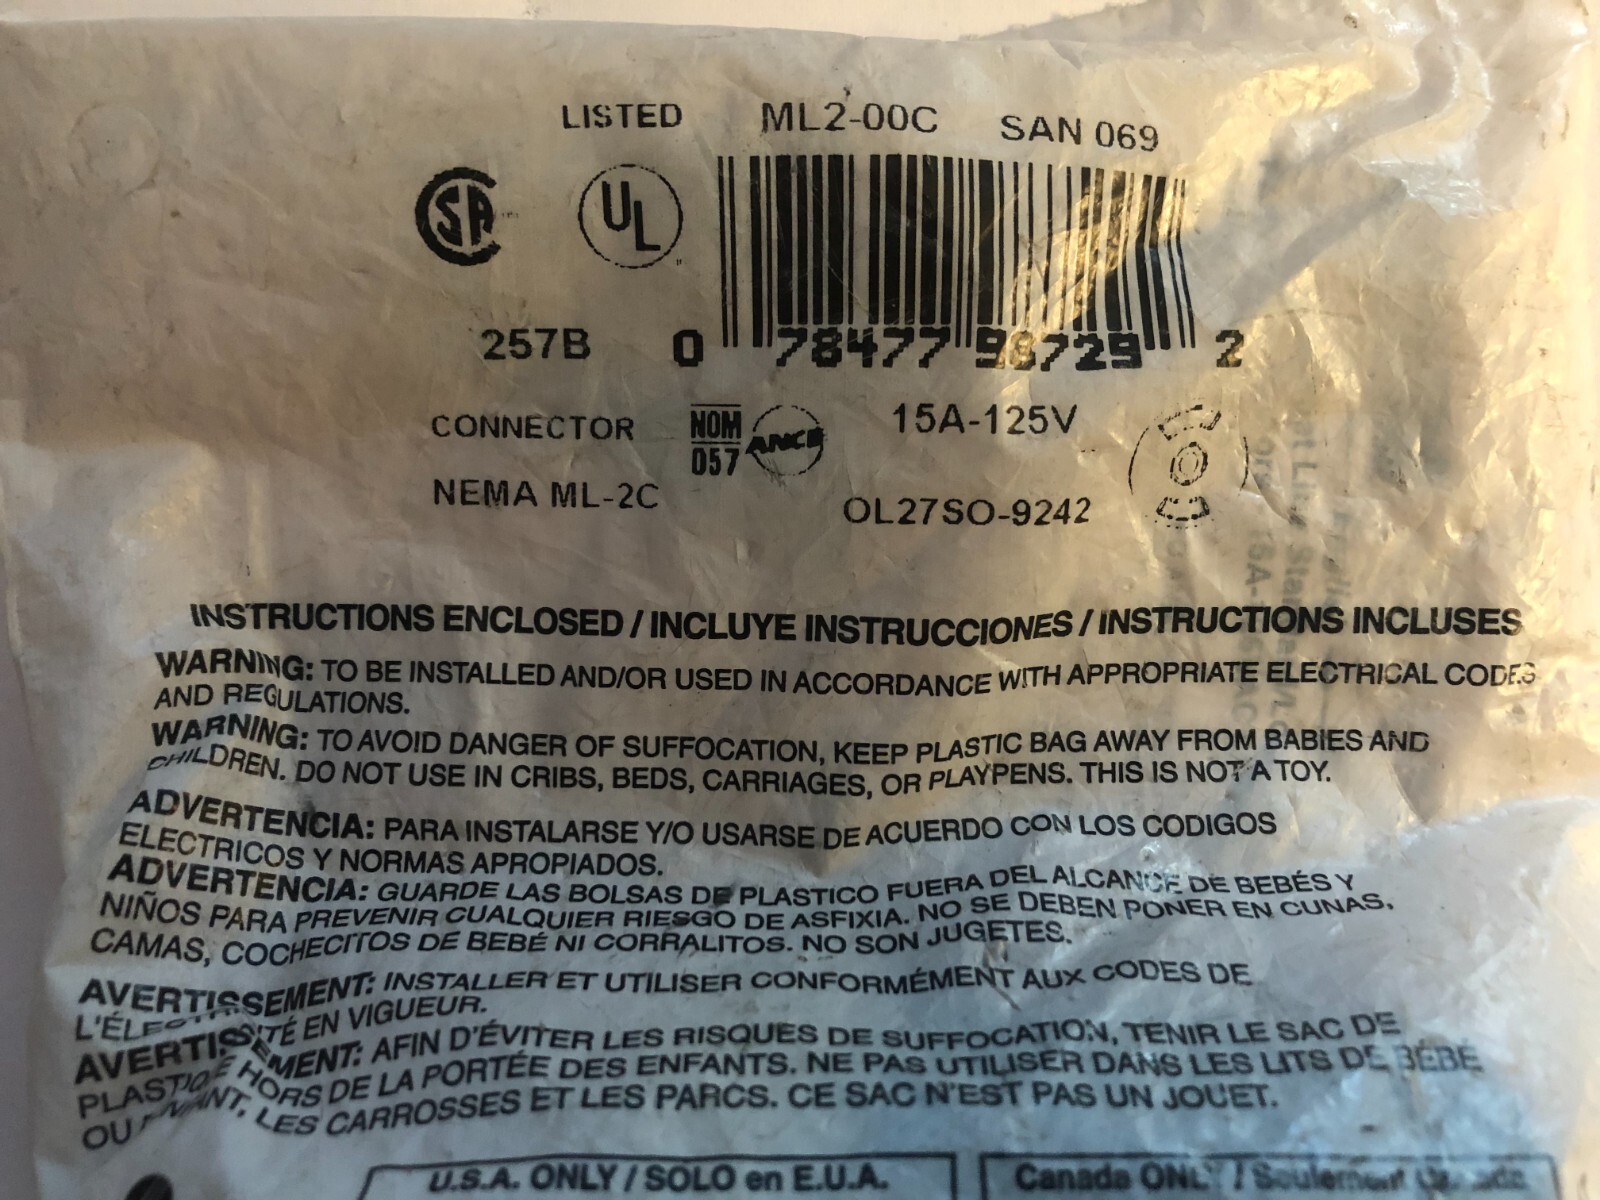 LISTED ML2-00C SAN 069
SA
UL
257B 0 78477 98729 2
CONNECTOR NOM 057 ANCE 15A-125V
NEMA ML-2C OL27SO-9242
INSTRUCTIONS ENCLOSED / INCLUYE INSTRUCCIONES / INSTRUCTIONS INCLUSES
WARNING: TO BE INSTALLED AND/OR USED IN ACCORDANCE WITH APPROPRIATE ELECTRICAL CODES
AND REGULATIONS.
WARNING: TO AVOID DANGER OF SUFFOCATION, KEEP PLASTIC BAG AWAY FROM BABIES AND
CHILDREN. DO NOT USE IN CRIBS, BEDS, CARRIAGES, OR PLAYPENS. THIS IS NOT A TOY.
ADVERTENCIA: PARA INSTALARSE Y/O USARSE DE ACUERDO CON LOS CODIGOS
ELECTRICOS Y NORMAS APROPIADOS.
ADVERTENCIA: GUARDE LAS BOLSAS DE PLASTICO FUERA DEL ALCANCE DE BEBÉS Y
NIÑOS PARA PREVENIR CUALQUIER RIESGO DE ASFIXIA. NO SE DEBEN PONER EN CUNAS,
CAMAS, COCHECITOS DE BEBÉ NI CORRALITOS. NO SON JUGETES.
AVERTISSEMENT: INSTALLER ET UTILISER CONFORMÉMENT AUX CODES DE
EN VIGUEUR.
AVERTISSEMENT: AFIN D'ÉVITER LES RISQUES DE SUFFOCATION, TENIR LE SAC DE
HORS DE LA PORTÉE DES ENFANTS. NE PAS UTILISER DANS LES LITS DE BÉBÉ
OU LES CARROSSES ET LES PARCS. CE SAC N'EST PAS UN JOUET.
U.S.A. ONLY / SOLO en E.U.A. Canada ONLY / Seulement